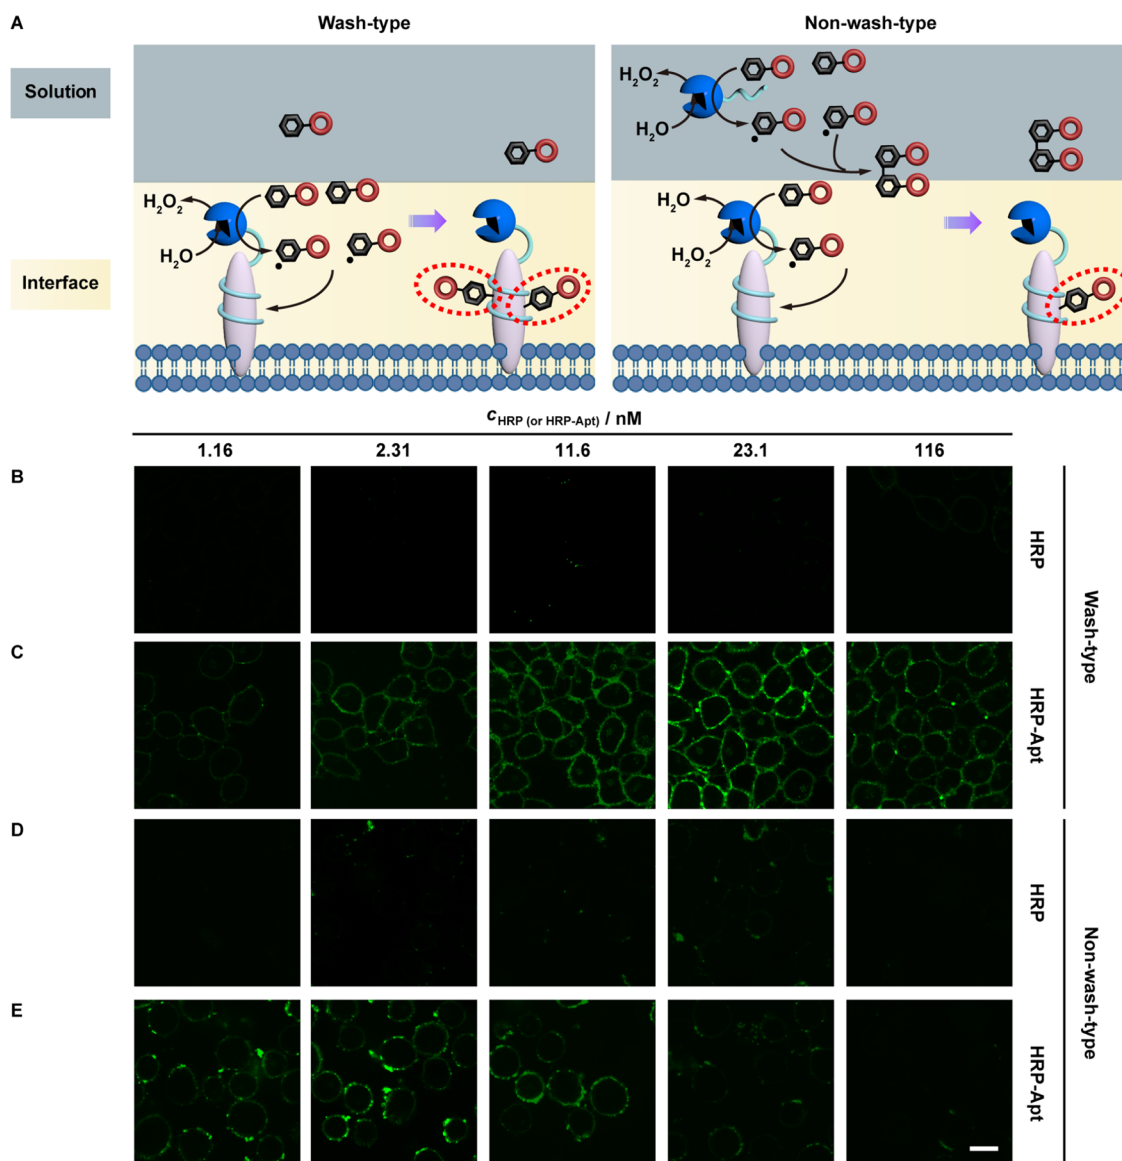 A
Wash-type
Non-wash-type
Solution
Interface
H₂O₂
H₂O
H₂O₂
H₂O
H₂O
H₂O₂
c HRP (or HRP-Apt) / nM
1.16 2.31 11.6 23.1 116
B
HRP
C
HRP-Apt
Wash-type
D
HRP
E
HRP-Apt
Non-wash-type